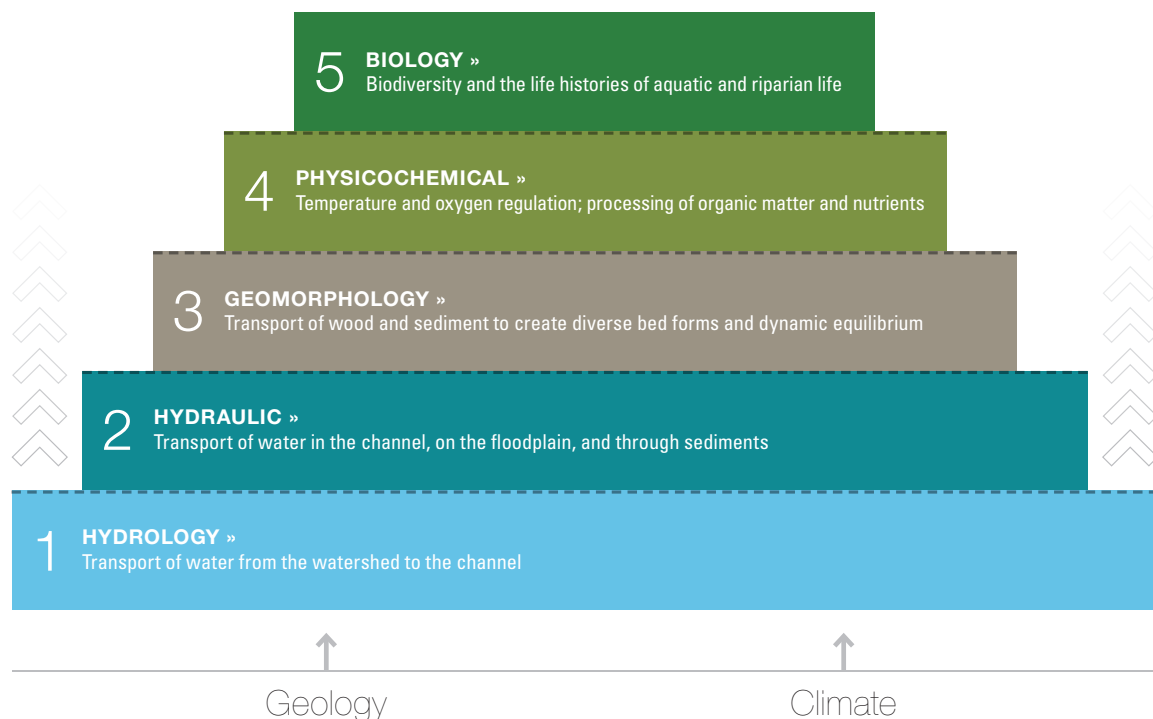 5
BIOLOGY »
Biodiversity and the life histories of aquatic and riparian life
4
PHYSICOCHEMICAL »
Temperature and oxygen regulation; processing of organic matter and nutrients
3
GEOMORPHOLOGY »
Transport of wood and sediment to create diverse bed forms and dynamic equilibrium
2
HYDRAULIC »
Transport of water in the channel, on the floodplain, and through sediments
1
HYDROLOGY »
Transport of water from the watershed to the channel
Geology Climate